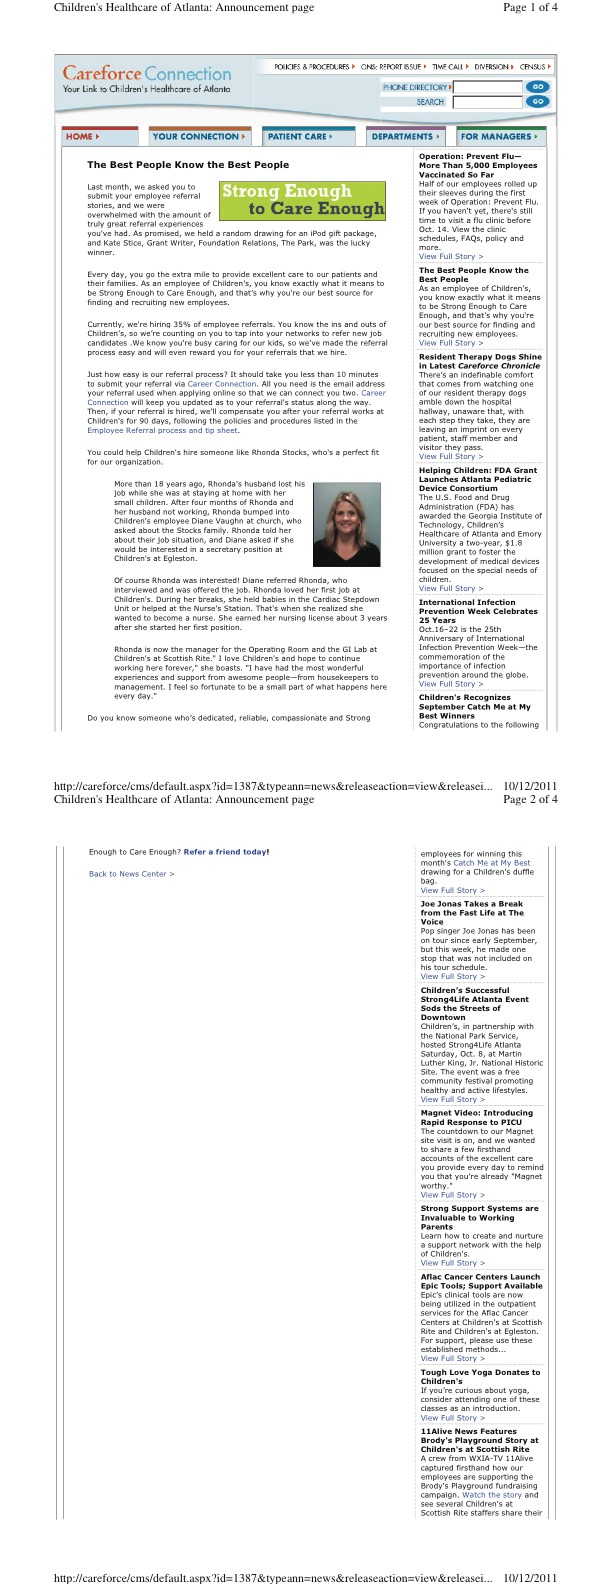 Children's Healthcare of Atlanta: Announcement page
Page 1 of 4
Careforce Connection
Your Link to Children's Healthcare of Atlanta
POLICIES & PROCEDURES
ONS: REPORT ISSUE
TIME CALL
DIVERSION
CENSUS
PHONE DIRECTORY
GO
SEARCH
GO
HOME
YOUR CONNECTION
PATIENT CARE
DEPARTMENTS
FOR MANAGERS
The Best People Know the Best People
Strong Enough
to Care Enough
Last month, we asked you to
submit your employee referral
stories, and we were
overwhelmed with the amount of
truly great referral experiences
you've had. As promised, we held a random drawing for an iPod gift package,
and Kate Stice, Grant Writer, Foundation Relations, The Park, was the lucky
winner.
Every day, you go the extra mile to provide excellent care to our patients and
their families. As an employee of Children's, you know exactly what it means to
be Strong Enough to Care Enough, and that's why you're our best source for
finding and recruiting new employees.
Currently, we're hiring 35% of employee referrals. You know the ins and outs of
Children's, so we're counting on you to tap into your networks to refer new job
candidates .We know you're busy caring for our kids, so we've made the referral
process easy and will even reward you for your referrals that we hire.
Just how easy is our referral process? It should take you less than 10 minutes
to submit your referral via Career Connection. All you need is the email address
your referral used when applying online so that we can connect you two. Career
Connection will keep you updated as to your referral's status along the way.
Then, if your referral is hired, we'll compensate you after your referral works at
Children's for 90 days, following the policies and procedures listed in the
Employee Referral process and tip sheet.
You could help Children's hire someone like Rhonda Stocks, who's a perfect fit
for our organization.
More than 18 years ago, Rhonda's husband lost his
job while she was at staying at home with her
small children. After four months of Rhonda and
her husband not working, Rhonda bumped into
Children's employee Diane Vaughn at church, who
asked about the Stocks family. Rhonda told her
about their job situation, and Diane asked if she
would be interested in a secretary position at
Children's at Egleston.
Of course Rhonda was interested! Diane referred Rhonda, who
interviewed and was offered the job. Rhonda loved her first job at
Children's. During her breaks, she held babies in the Cardiac Stepdown
Unit or helped at the Nurse's Station. That's when she realized she
wanted to become a nurse. She earned her nursing license about 3 years
after she started her first position.
Rhonda is now the manager for the Operating Room and the GI Lab at
Children's at Scottish Rite." I love Children's and hope to continue
working here forever," she boasts. "I have had the most wonderful
experiences and support from awesome people—from housekeepers to
management. I feel so fortunate to be a small part of what happens here
every day."
Do you know someone who's dedicated, reliable, compassionate and Strong
Operation: Prevent Flu—
More Than 5,000 Employees
Vaccinated So Far
Half of our employees rolled up
their sleeves during the first
week of Operation: Prevent Flu.
If you haven't yet, there's still
time to visit a flu clinic before
Oct. 14. View the clinic
schedules, FAQs, policy and
more.
View Full Story >
The Best People Know the
Best People
As an employee of Children's,
you know exactly what it means
to be Strong Enough to Care
Enough, and that's why you're
our best source for finding and
recruiting new employees.
View Full Story >
Resident Therapy Dogs Shine
in Latest Careforce Chronicle
There's an indefinable comfort
that comes from watching one
of our resident therapy dogs
amble down the hospital
hallway, unaware that, with
each step they take, they are
leaving an imprint on every
patient, staff member and
visitor they pass.
View Full Story >
Helping Children: FDA Grant
Launches Atlanta Pediatric
Device Consortium
The U.S. Food and Drug
Administration (FDA) has
awarded the Georgia Institute of
Technology, Children's
Healthcare of Atlanta and Emory
University a two-year, $1.8
million grant to foster the
development of medical devices
focused on the special needs of
children.
View Full Story >
International Infection
Prevention Week Celebrates
25 Years
Oct.16–22 is the 25th
Anniversary of International
Infection Prevention Week—the
commemoration of the
importance of infection
prevention around the globe.
View Full Story >
Children's Recognizes
September Catch Me at My
Best Winners
Congratulations to the following
http://careforce/cms/default.aspx?id=1387&typeann=news&releaseaction=view&releasei...
10/12/2011
Children's Healthcare of Atlanta: Announcement page
Page 2 of 4
Enough to Care Enough? Refer a friend today!
Back to News Center >
employees for winning this
month's Catch Me at My Best
drawing for a Children's duffle
bag.
View Full Story >
Joe Jonas Takes a Break
from the Fast Life at The
Voice
Pop singer Joe Jonas has been
on tour since early September,
but this week, he made one
stop that was not included on
his tour schedule.
View Full Story >
Children's Successful
Strong4Life Atlanta Event
Sods the Streets of
Downtown
Children's, in partnership with
the National Park Service,
hosted Strong4Life Atlanta
Saturday, Oct. 8, at Martin
Luther King, Jr. National Historic
Site. The event was a free
community festival promoting
healthy and active lifestyles.
View Full Story >
Magnet Video: Introducing
Rapid Response to PICU
The countdown to our Magnet
site visit is on, and we wanted
to share a few firsthand
accounts of the excellent care
you provide every day to remind
you that you're already "Magnet
worthy."
View Full Story >
Strong Support Systems are
Invaluable to Working
Parents
Learn how to create and nurture
a support network with the help
of Children's.
View Full Story >
Aflac Cancer Centers Launch
Epic Tools; Support Available
Epic's clinical tools are now
being utilized in the outpatient
services for the Aflac Cancer
Centers at Children's at Scottish
Rite and Children's at Egleston.
For support, please use these
established methods...
View Full Story >
Tough Love Yoga Donates to
Children's
If you're curious about yoga,
consider attending one of these
classes as an introduction.
View Full Story >
11Alive News Features
Brody's Playground Story at
Children's at Scottish Rite
A crew from WXIA-TV 11Alive
captured firsthand how our
employees are supporting the
Brody's Playground fundraising
campaign. Watch the story and
see several Children's at
Scottish Rite staffers share their
http://careforce/cms/default.aspx?id=1387&typeann=news&releaseaction=view&releasei...
10/12/2011